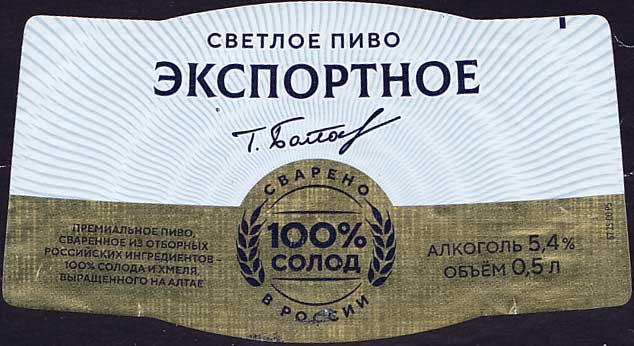 СВЕТЛОЕ ПИВО
ЭКСПОРТНОЕ
СВАРЕНО
100%
СОЛОД
В РОССИИ
ПРЕМИАЛЬНОЕ ПИВО,
СВАРЕННОЕ ИЗ ОТБОРНЫХ
РОССИЙСКИХ ИНГРЕДИЕНТОВ
100% СОЛОДА И ХМЕЛЯ,
ВЫРАЩЕННОГО НА АЛТАЕ
АЛКОГОЛЬ 5,4%
ОБЪЁМ 0,5 Л